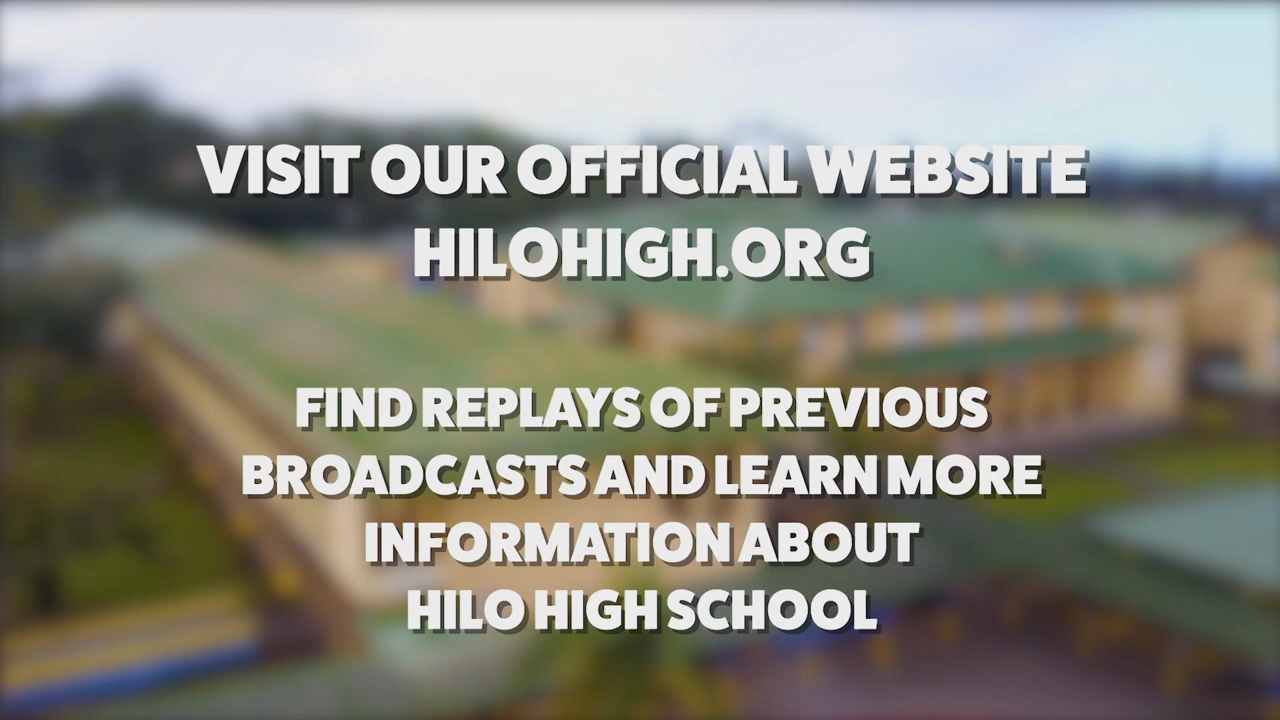 VISIT OUR OFFICIAL WEBSITE
HILOHIGH.ORG
FIND REPLAYS OF PREVIOUS
BROADCASTS AND LEARN MORE
INFORMATION ABOUT
HILO HIGH SCHOOL